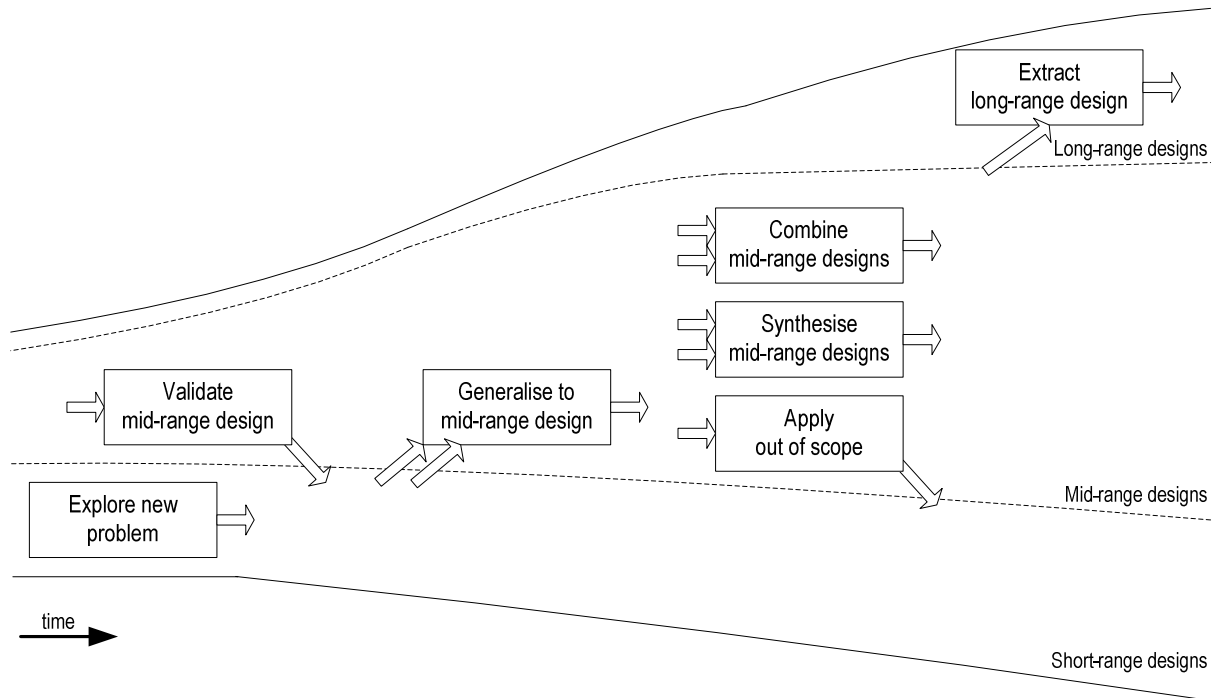 Extract
long-range design
Long-range designs
Combine
mid-range designs
Synthesise
mid-range designs
Validate
mid-range design
Generalise to
mid-range design
Apply
out of scope
Mid-range designs
Explore new
problem
time
Short-range designs